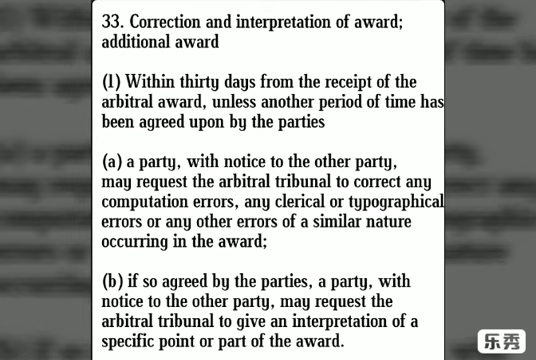 33. Correction and interpretation of award;
additional award
(1) Within thirty days from the receipt of the
arbitral award, unless another period of time has
been agreed upon by the parties
(a) a party, with notice to the other party,
may request the arbitral tribunal to correct any
computation errors, any clerical or typographical
errors or any other errors of a similar nature
occurring in the award;
(b) if so agreed by the parties, a party, with
notice to the other party, may request the
arbitral tribunal to give an interpretation of a
specific point or part of the award.
乐秀